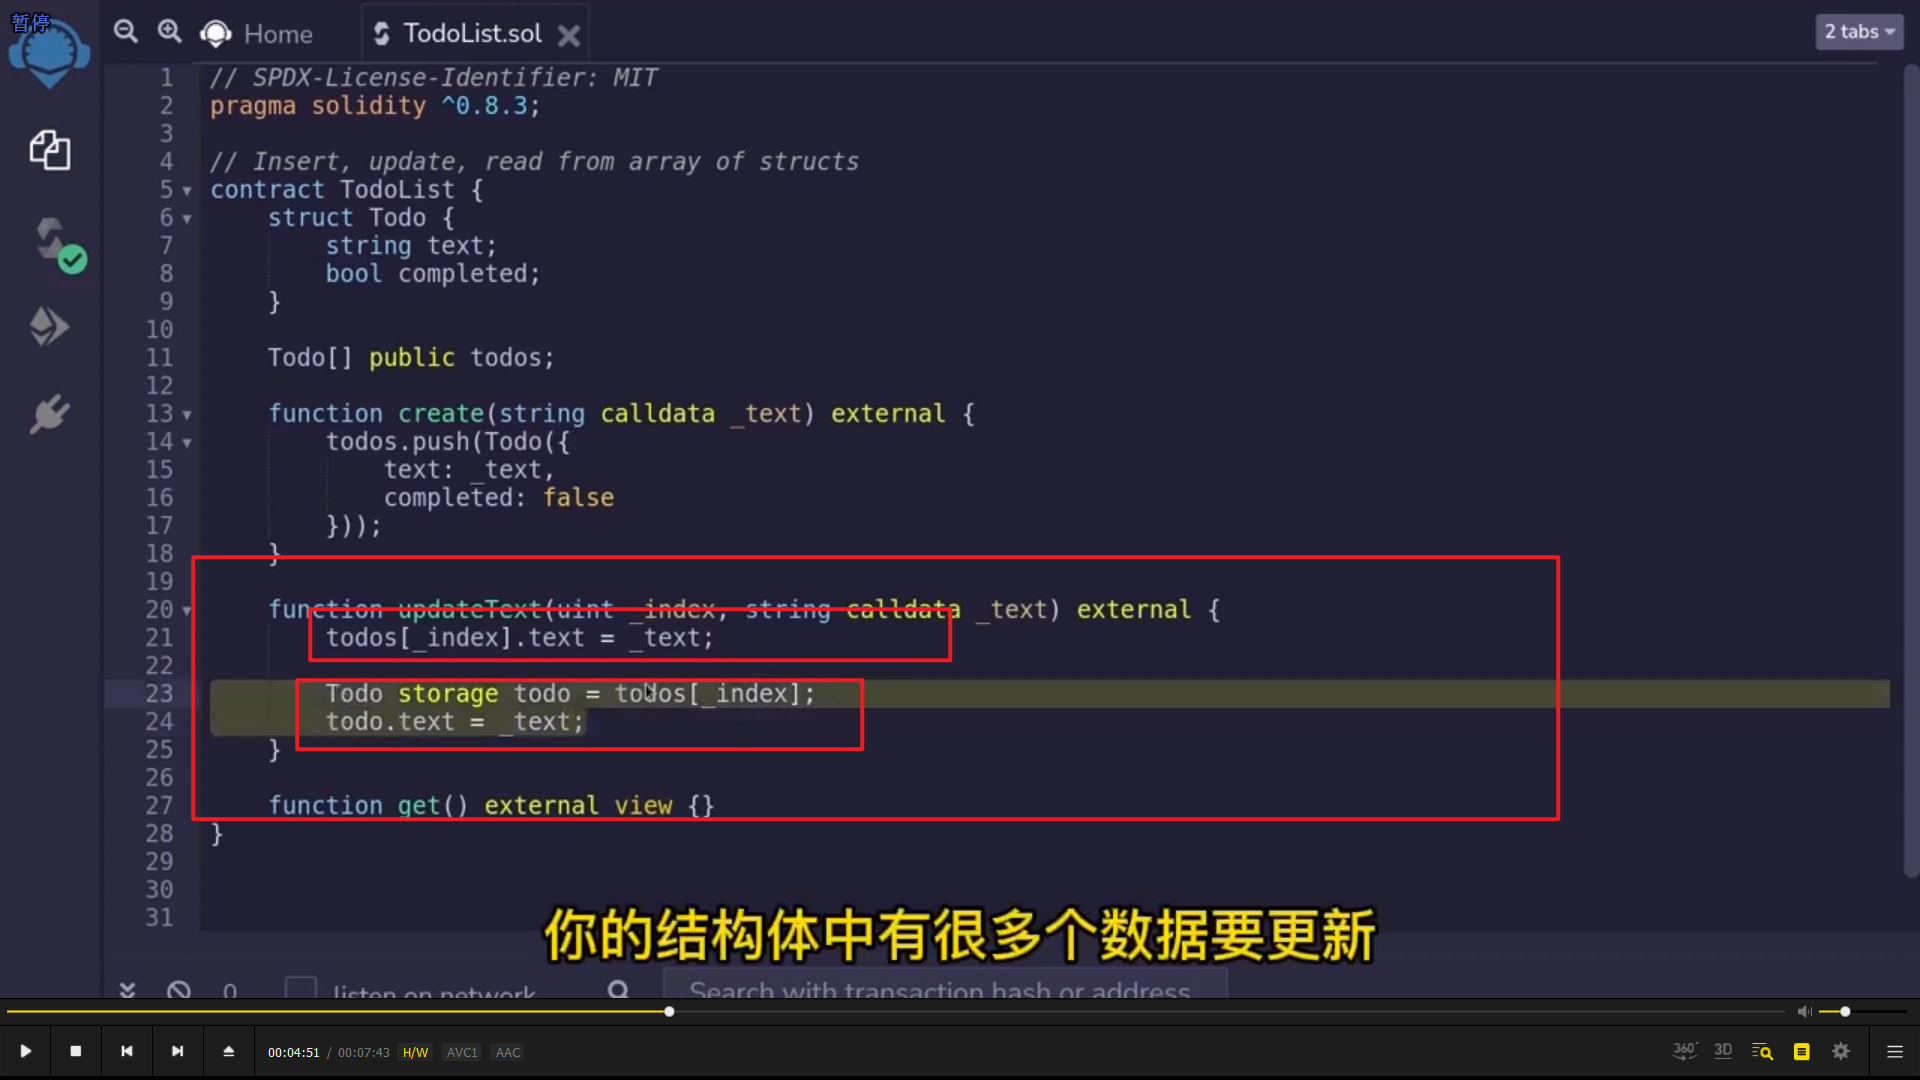 暂停
Home
TodoList.sol
2 tabs
1 // SPDX-License-Identifier: MIT
2 pragma solidity ^0.8.3;
3
4 // Insert, update, read from array of structs
5 contract TodoList {
6 struct Todo {
7 string text;
8 bool completed;
9 }
10
11 Todo[] public todos;
12
13 function create(string calldata _text) external {
14 todos.push(Todo({
15 text: _text,
16 completed: false
17 }));
18 }
19
20 function updateText(uint _index, string calldata _text) external {
21 todos[_index].text = _text;
22
23 Todo storage todo = todos[_index];
24 todo.text = _text;
25 }
26
27 function get() external view {}
28 }
29
30
31
你的结构体中有很多个数据要更新
0 listen on network Search with transaction hash or address
00:04:51 / 00:07:43 H/W AVC1 AAC
360° 3D